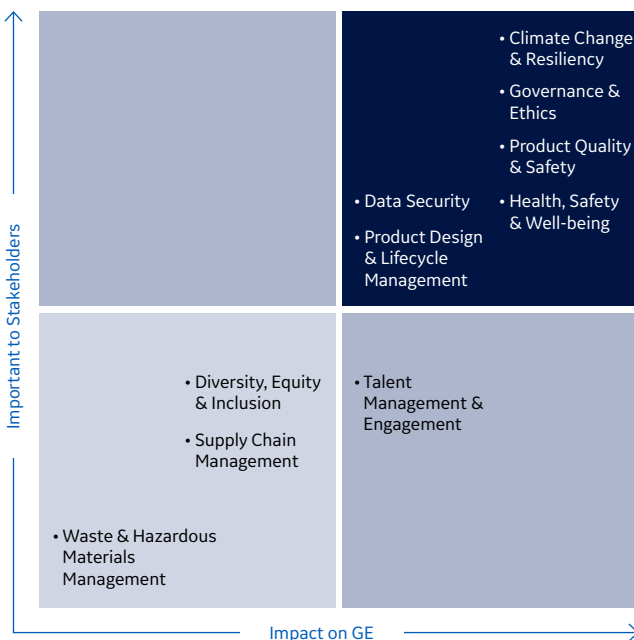 • Climate Change
& Resiliency
• Governance &
Ethics
• Product Quality
& Safety
• Health, Safety
& Well-being
• Data Security
• Product Design
& Lifecycle
Management
Important to Stakeholders
• Diversity, Equity
& Inclusion
• Supply Chain
Management
• Waste & Hazardous
Materials
Management
• Talent
Management &
Engagement
Impact on GE